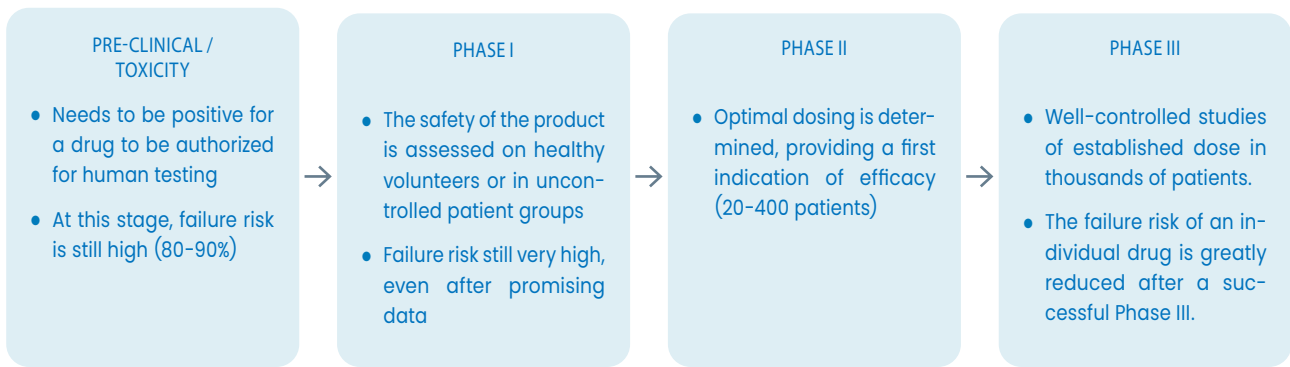 PRE-CLINICAL /
TOXICITY
• Needs to be positive for
a drug to be authorized
for human testing
• At this stage, failure risk
is still high (80-90%)
PHASE I
• The safety of the product
is assessed on healthy
volunteers or in uncon-
trolled patient groups
• Failure risk still very high,
even after promising
data
PHASE II
• Optimal dosing is deter-
mined, providing a first
indication of efficacy
(20-400 patients)
PHASE III
• Well-controlled studies
of established dose in
thousands of patients.
• The failure risk of an in-
dividual drug is greatly
reduced after a suc-
cessful Phase III.